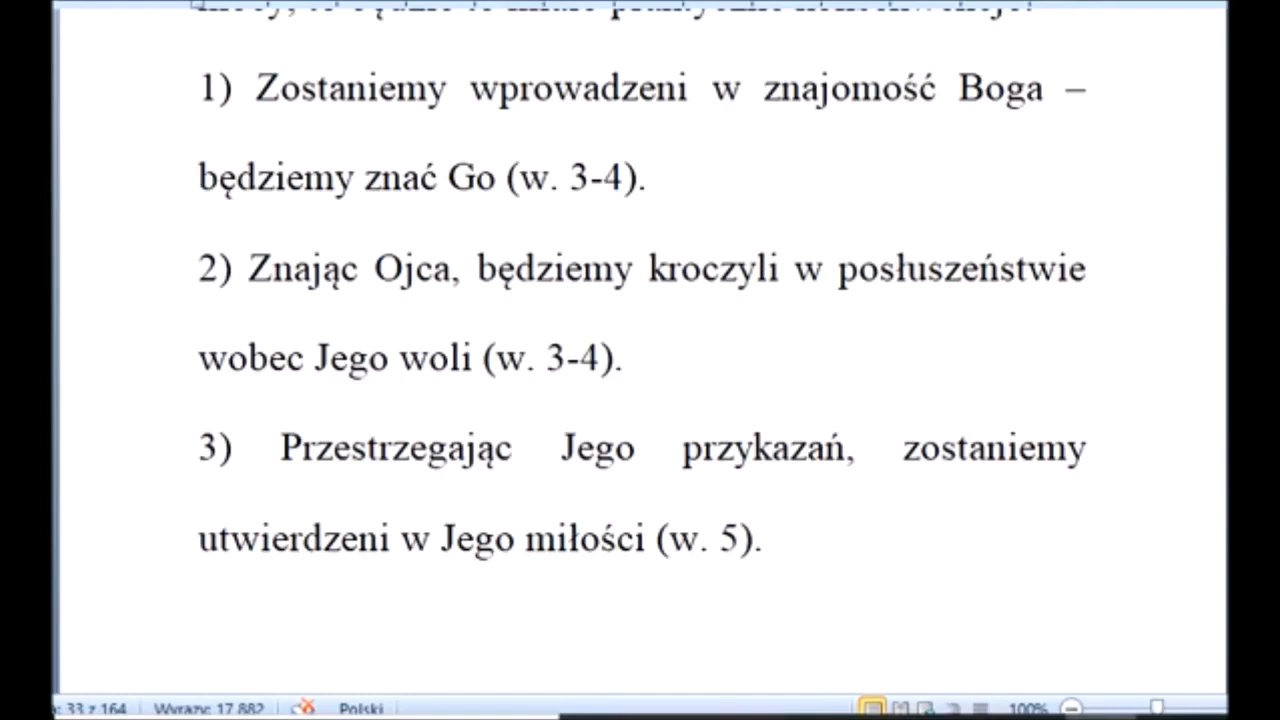 1) Zostaniemy wprowadzeni w znajomość Boga –
będziemy znać Go (w. 3-4).
2) Znając Ojca, będziemy kroczyli w posłuszeństwie
wobec Jego woli (w. 3-4).
3) Przestrzegając Jego przykazań, zostaniemy
utwierdzeni w Jego miłości (w. 5).
33 z 164 Wyrazy: 17 882 Polski 100%